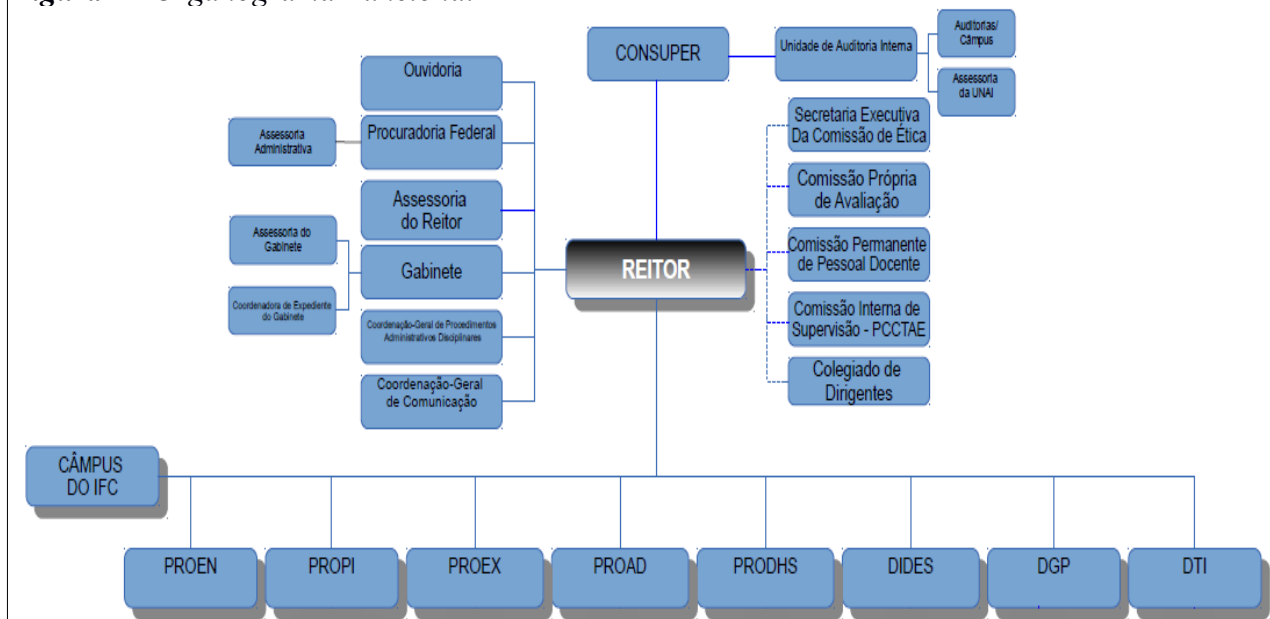 CONSUPER
Unidade de Auditoria Interna
Auditorias/
Câmpus
Assessoria
da UNAI
Ouvidoria
Procuradoria Federal
Assessoria
Administrativa
Assessoria
do Reitor
Gabinete
Assessoria do
Gabinete
Coordenadora de Expediente
do Gabinete
Coordenação-Geral de Procedimentos
Administrativos Disciplinares
Coordenação-Geral
de Comunicação
REITOR
Secretaria Executiva
Da Comissão de Ética
Comissão Própria
de Avaliação
Comissão Permanente
de Pessoal Docente
Comissão Interna de
Supervisão - PCCTAE
Colegiado de
Dirigentes
CÂMPUS
DO IFC
PROEN
PROPI
PROEX
PROAD
PRODHS
DIDES
DGP
DTI